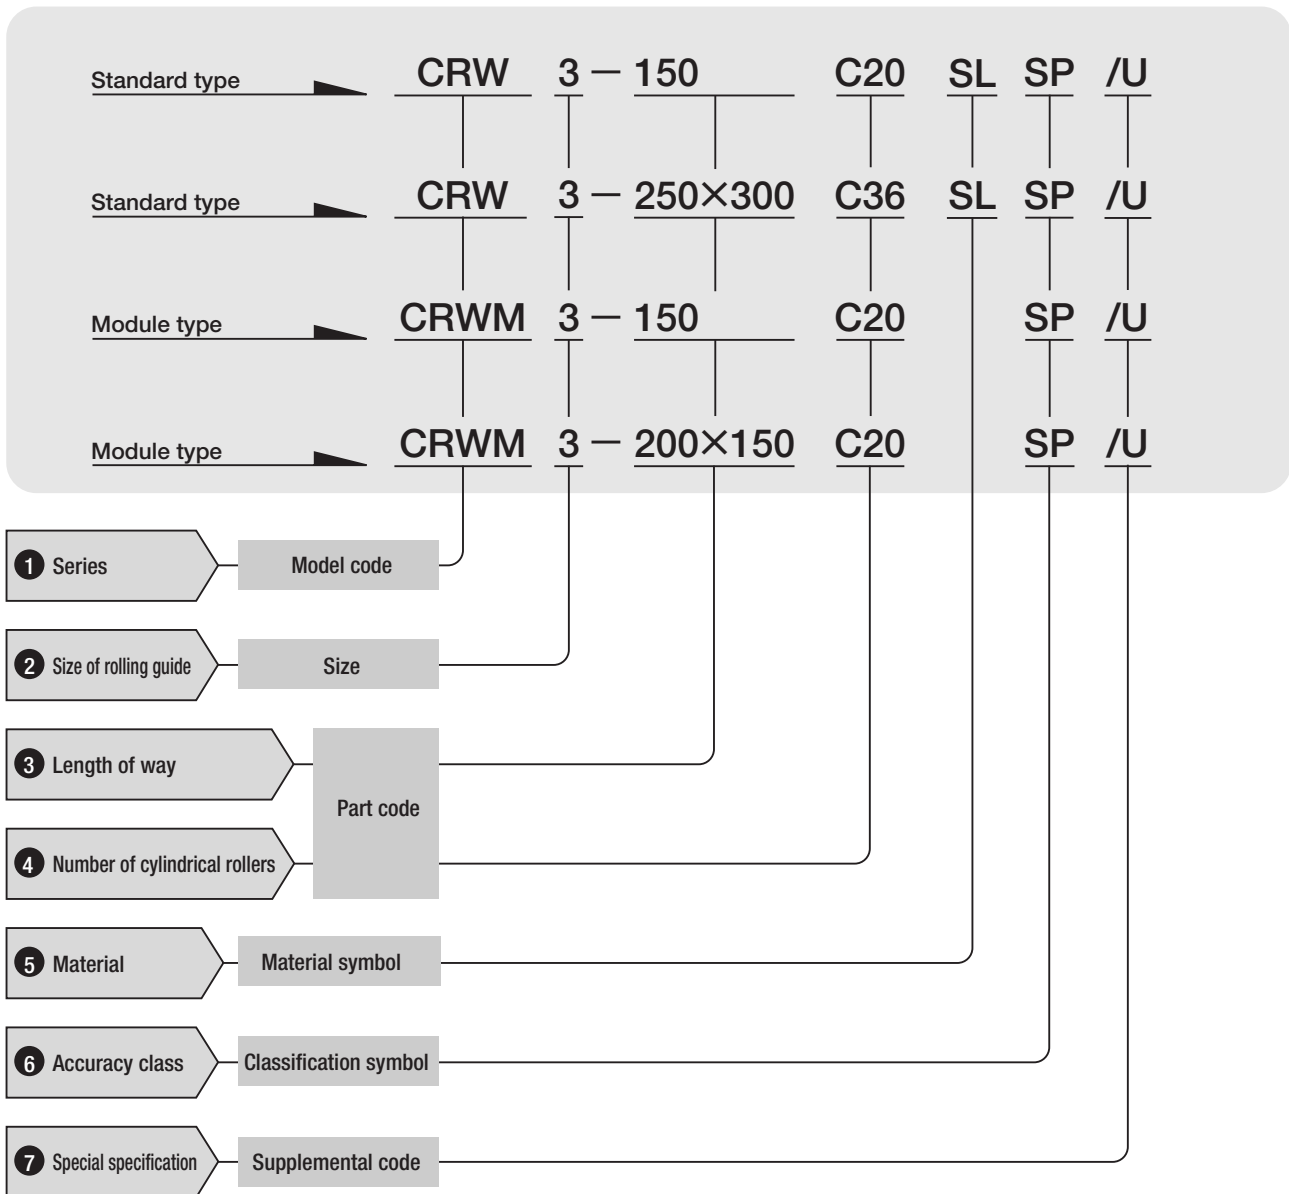 Standard type CRW 3 — 150 C20 SL SP /U
Standard type CRW 3 — 250×300 C36 SL SP /U
Module type CRWM 3 — 150 C20 SP /U
Module type CRWM 3 — 200×150 C20 SP /U
1 Series Model code
2 Size of rolling guide Size
3 Length of way
Part code
4 Number of cylindrical rollers
5 Material Material symbol
6 Accuracy class Classification symbol
7 Special specification Supplemental code